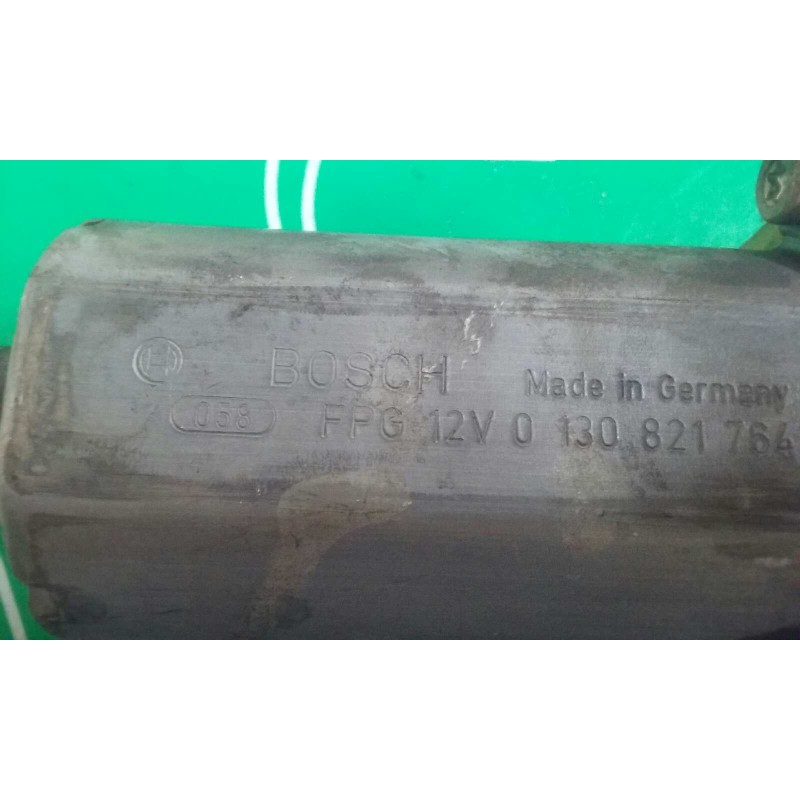 BOSCH Made in Germany
058 FPG 12V 0 130 821 764